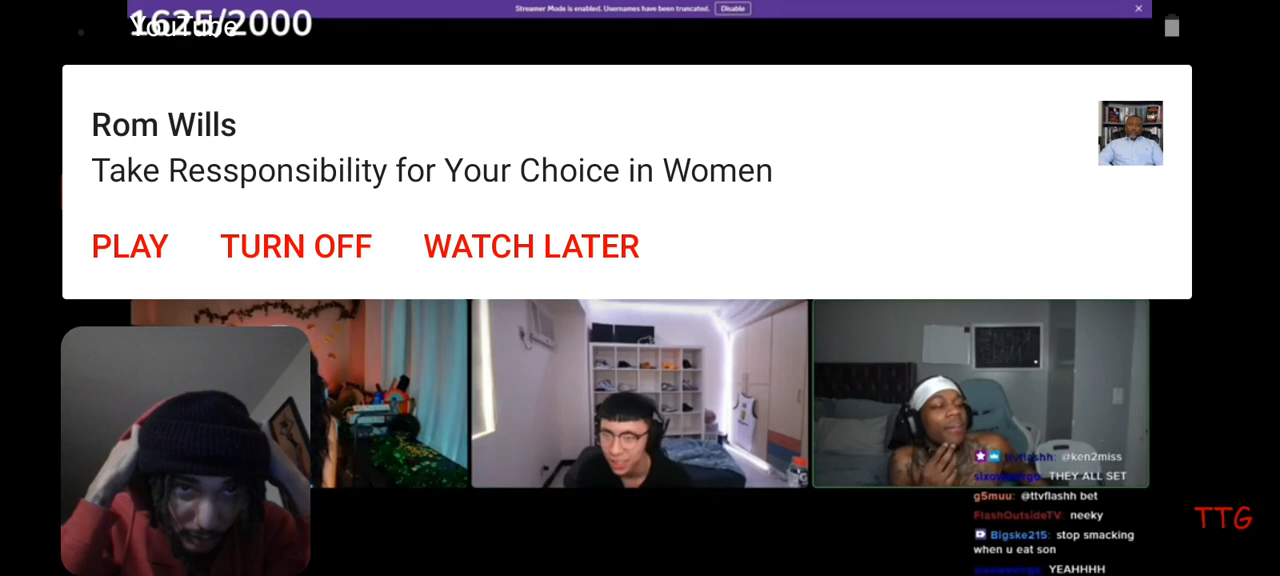 Streamer Mode is enabled. Usernames have been truncated. Disable
1625/2000
YouTube
Rom Wills
Take Ressponsibility for Your Choice in Women
PLAY TURN OFF WATCH LATER
ttvflashh: @ken2miss
THEY ALL SET
g5muu: @ttvflashh bet
FlashOutsideTV: neeky
Bigske215: stop smacking
when u eat son
YEAHHHH
TTG